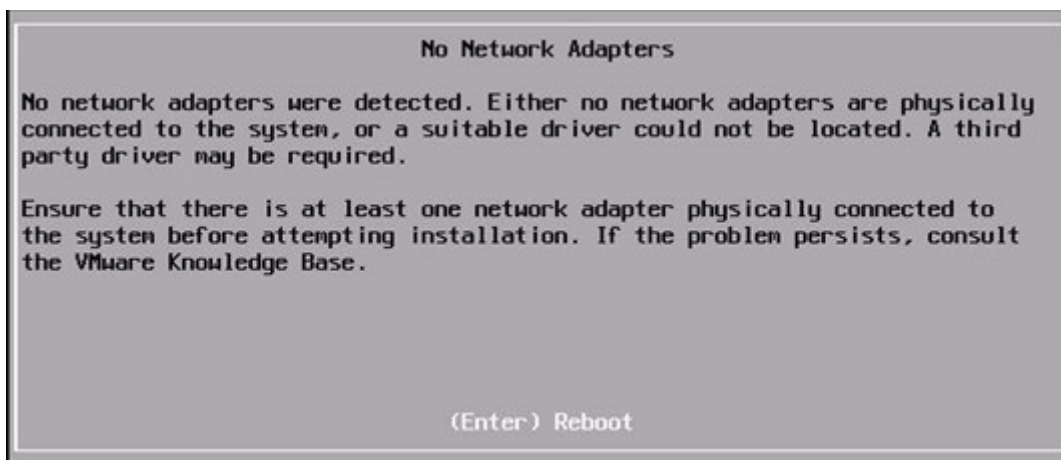 No Network Adapters
No network adapters were detected. Either no network adapters are physically
connected to the system, or a suitable driver could not be located. A third
party driver may be required.
Ensure that there is at least one network adapter physically connected to
the system before attempting installation. If the problem persists, consult
the VMware Knowledge Base.
(Enter) Reboot